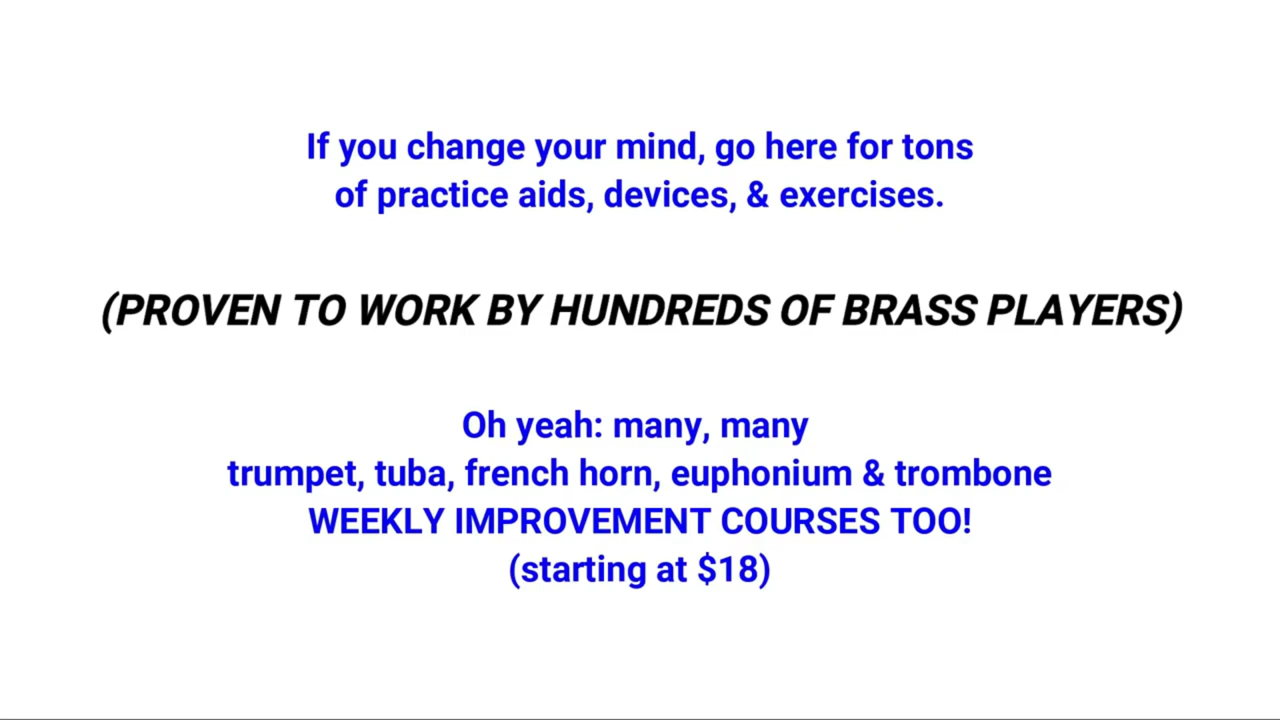 If you change your mind, go here for tons
of practice aids, devices, & exercises.
(PROVEN TO WORK BY HUNDREDS OF BRASS PLAYERS)
Oh yeah: many, many
trumpet, tuba, french horn, euphonium & trombone
WEEKLY IMPROVEMENT COURSES TOO!
(starting at $18)